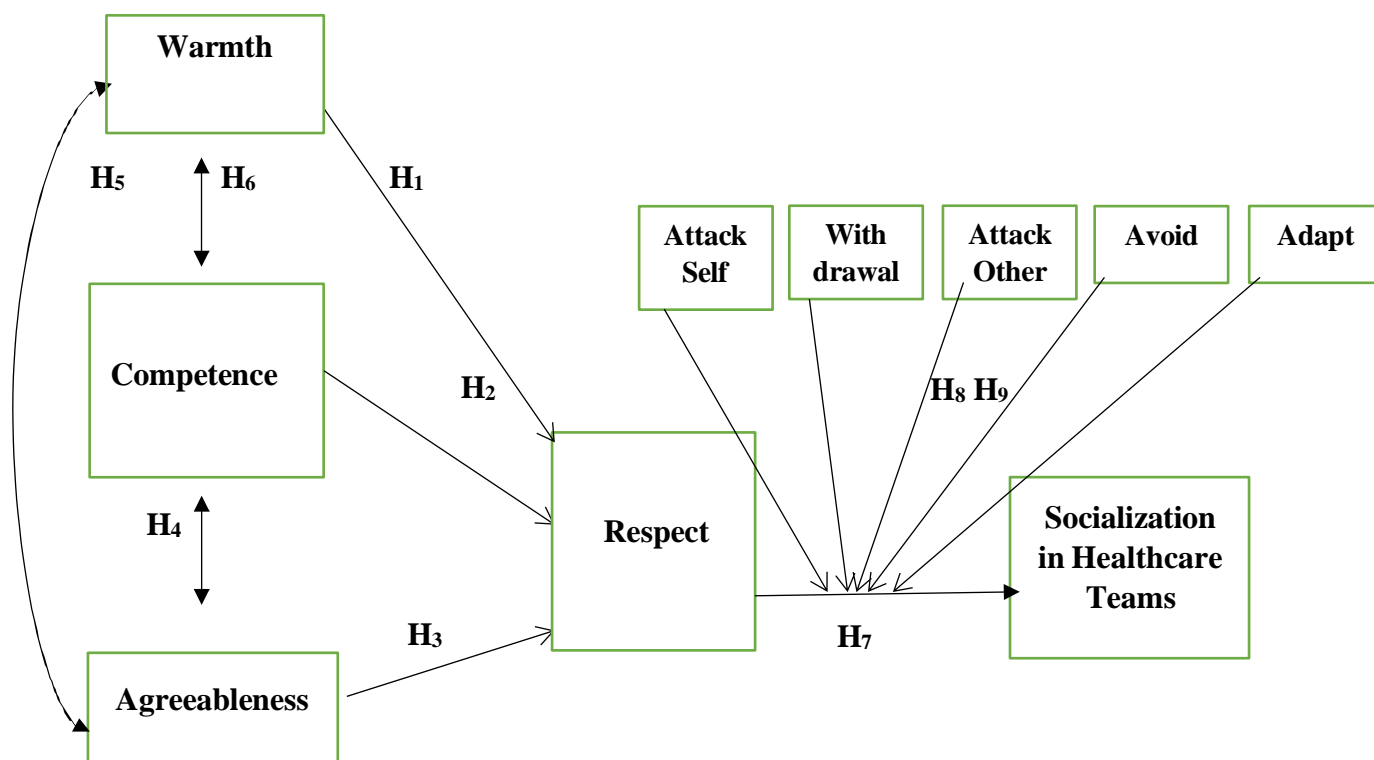 Warmth
H5
H6
H1
Attack
Self
With
drawal
Attack
Other
Avoid
Adapt
Competence
H2
H8 H9
H4
Respect
Socialization
in Healthcare
Teams
H3
H7
Agreeableness